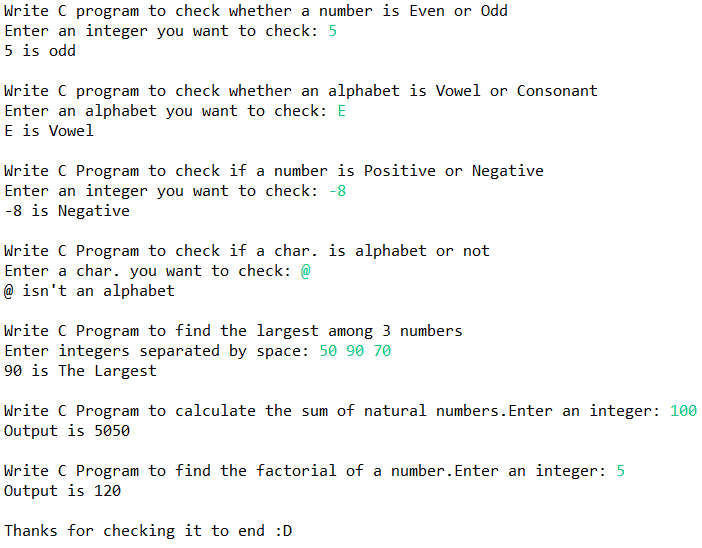 Write C program to check whether a number is Even or Odd
Enter an integer you want to check: 5
5 is odd
Write C program to check whether an alphabet is Vowel or Consonant
Enter an alphabet you want to check: E
E is Vowel
Write C Program to check if a number is Positive or Negative
Enter an integer you want to check: -8
-8 is Negative
Write C Program to check if a char. is alphabet or not
Enter a char. you want to check: @
@ isn't an alphabet
Write C Program to find the largest among 3 numbers
Enter integers separated by space: 50 90 70
90 is The Largest
Write C Program to calculate the sum of natural numbers.Enter an integer: 100
Output is 5050
Write C Program to find the factorial of a number.Enter an integer: 5
Output is 120
Thanks for checking it to end :D